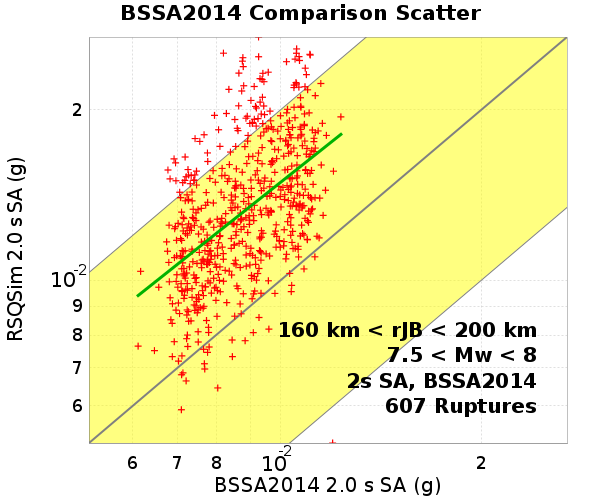 BSSA2014 Comparison Scatter
RSQSim 2.0 s SA (g)
2
10-2
9
8
7
6
160 km < rJB < 200 km
7.5 < Mw < 8
2s SA, BSSA2014
607 Ruptures
6 7 8 10-2 2
BSSA2014 2.0 s SA (g)